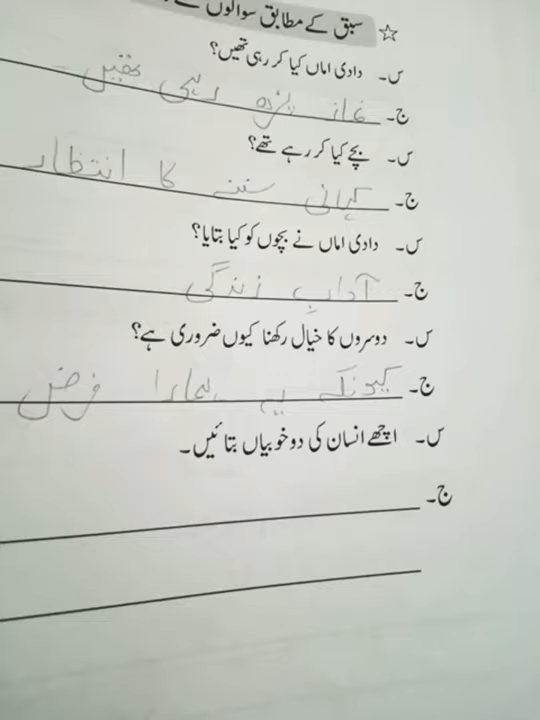 ☆ سبق کے مطابق سوالوں کے
س۔ دادی اماں کیا کر رہی تھیں؟
ج۔ نماز پڑھ رہی تھیں
س۔ بچے کیا کر رہے تھے؟
ج۔ کہانی سننے کا انتظار
س۔ دادی اماں نے بچوں کو کیا بتایا؟
ج۔ آدابِ زندگی
س۔ دوسروں کا خیال رکھنا کیوں ضروری ہے؟
ج۔ کیونکہ یہ ہمارا فرض
س۔ اچھے انسان کی دو خوبیاں بتائیں۔
ج۔